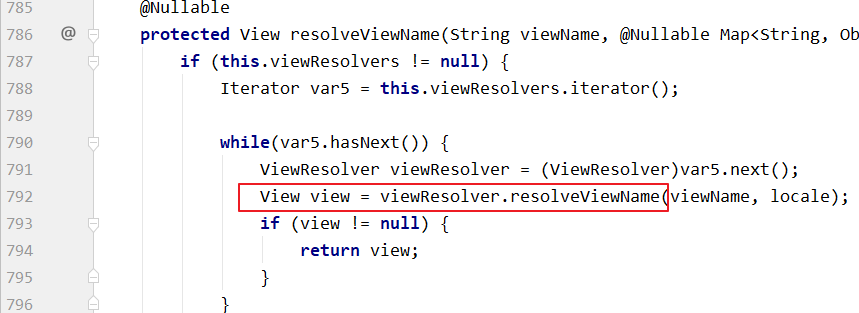 785 @Nullable
786 @ protected View resolveViewName(String viewName, @Nullable Map<String, Ob
787 if (this.viewResolvers != null) {
788 Iterator var5 = this.viewResolvers.iterator();
789
790 while(var5.hasNext()) {
791 ViewResolver viewResolver = (ViewResolver)var5.next();
792 View view = viewResolver.resolveViewName(viewName, locale);
793 if (view != null) {
794 return view;
795 }
796 }